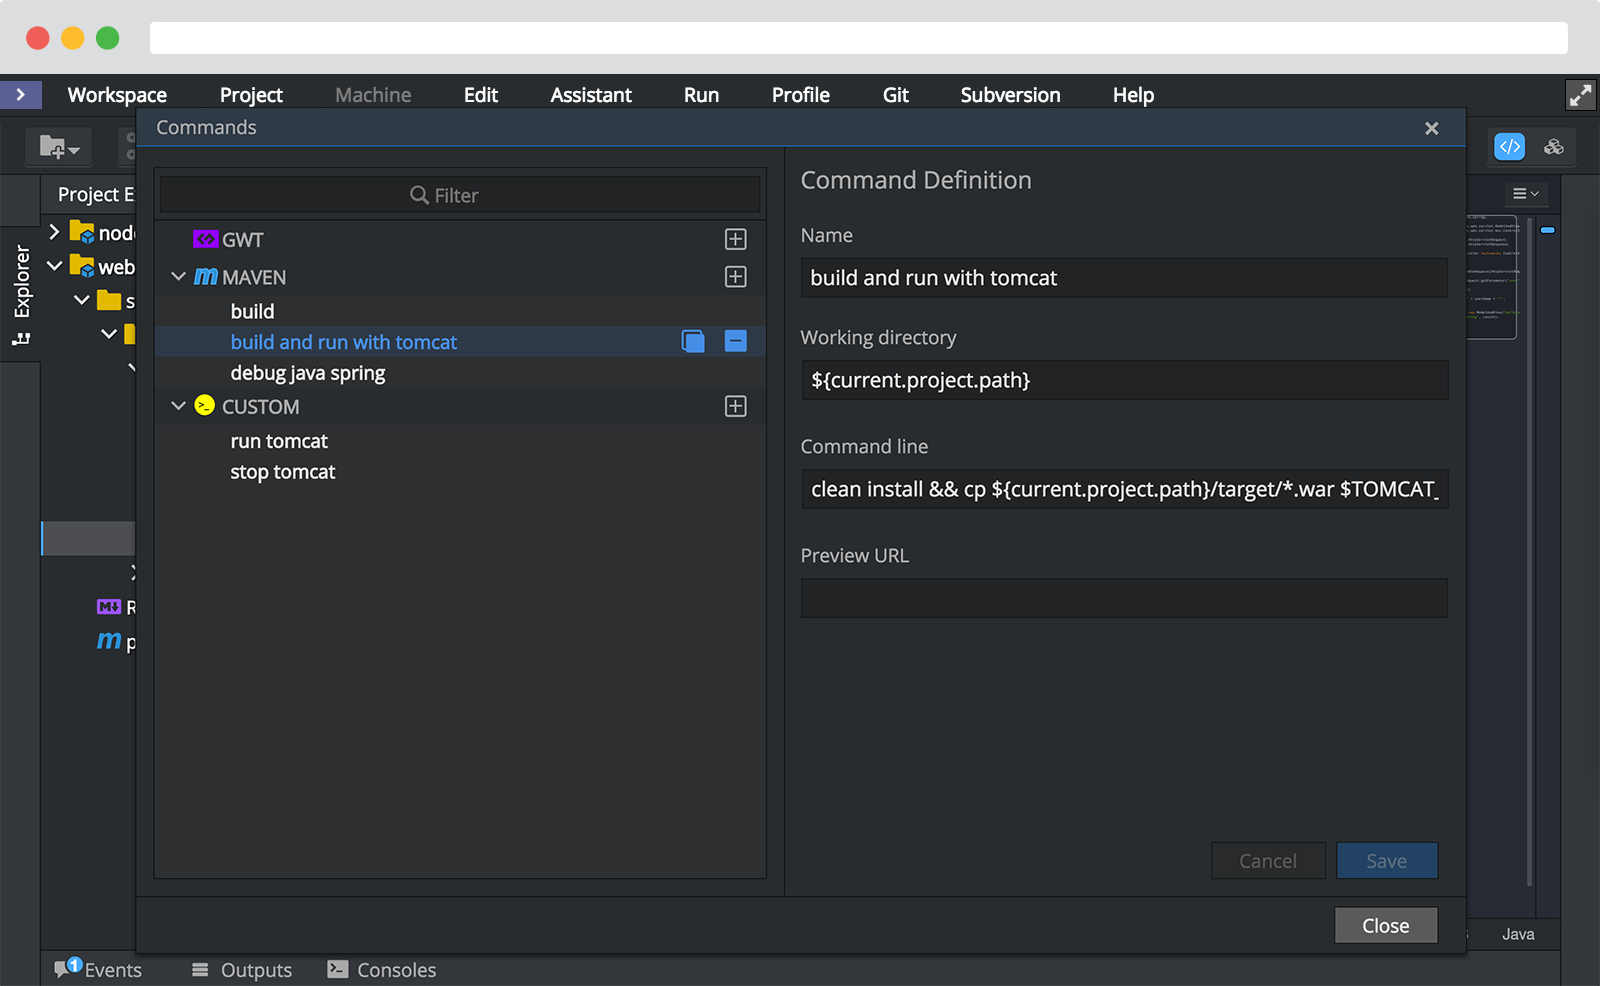 Workspace Project Machine Edit Assistant Run Profile Git Subversion Help
Commands
Project E
Explorer
node
web
s
R
p
Filter
GWT
MAVEN
build
build and run with tomcat
debug java spring
CUSTOM
run tomcat
stop tomcat
Command Definition
Name
build and run with tomcat
Working directory
${current.project.path}
Command line
clean install && cp ${current.project.path}/target/*.war $TOMCAT_
Preview URL
Cancel Save
Close
Java
1 Events Outputs Consoles